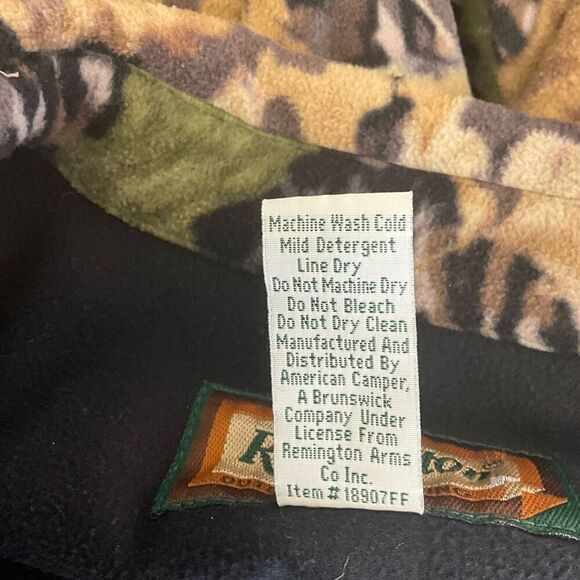 Machine Wash Cold
Mild Detergent
Line Dry
Do Not Machine Dry
Do Not Bleach
Do Not Dry Clean
Manufactured And
Distributed By
American Camper,
A Brunswick
Company Under
License From
Remington Arms
Co Inc.
Item # 18907FF